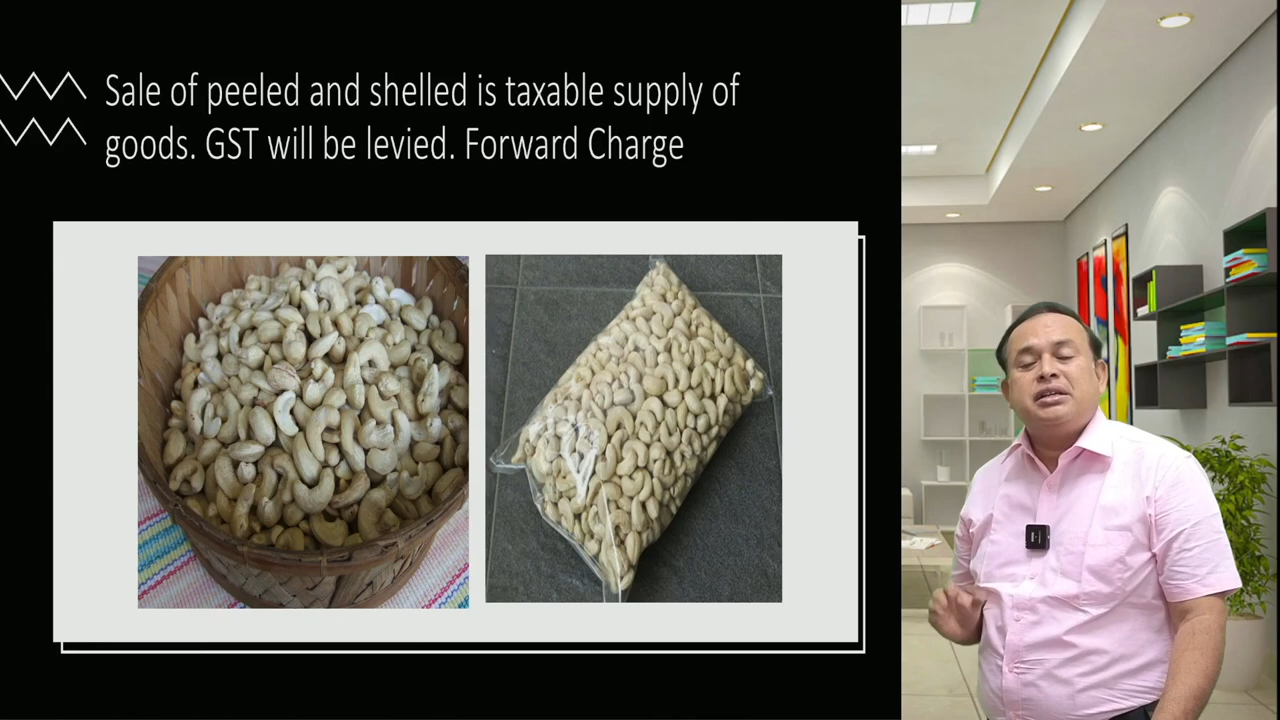 Sale of peeled and shelled is taxable supply of
goods. GST will be levied. Forward Charge